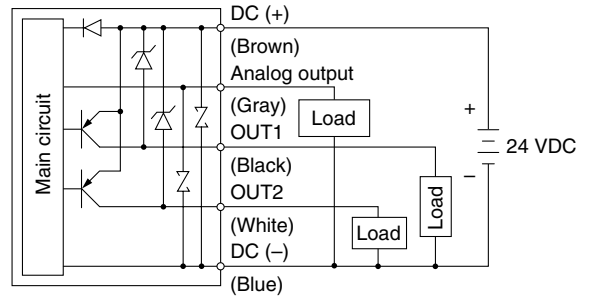 DC (+)
(Brown)
Analog output
(Gray)
OUT1
(Black)
OUT2
(White)
DC (–)
(Blue)
Main circuit
Load
Load
Load
+
24 VDC
–